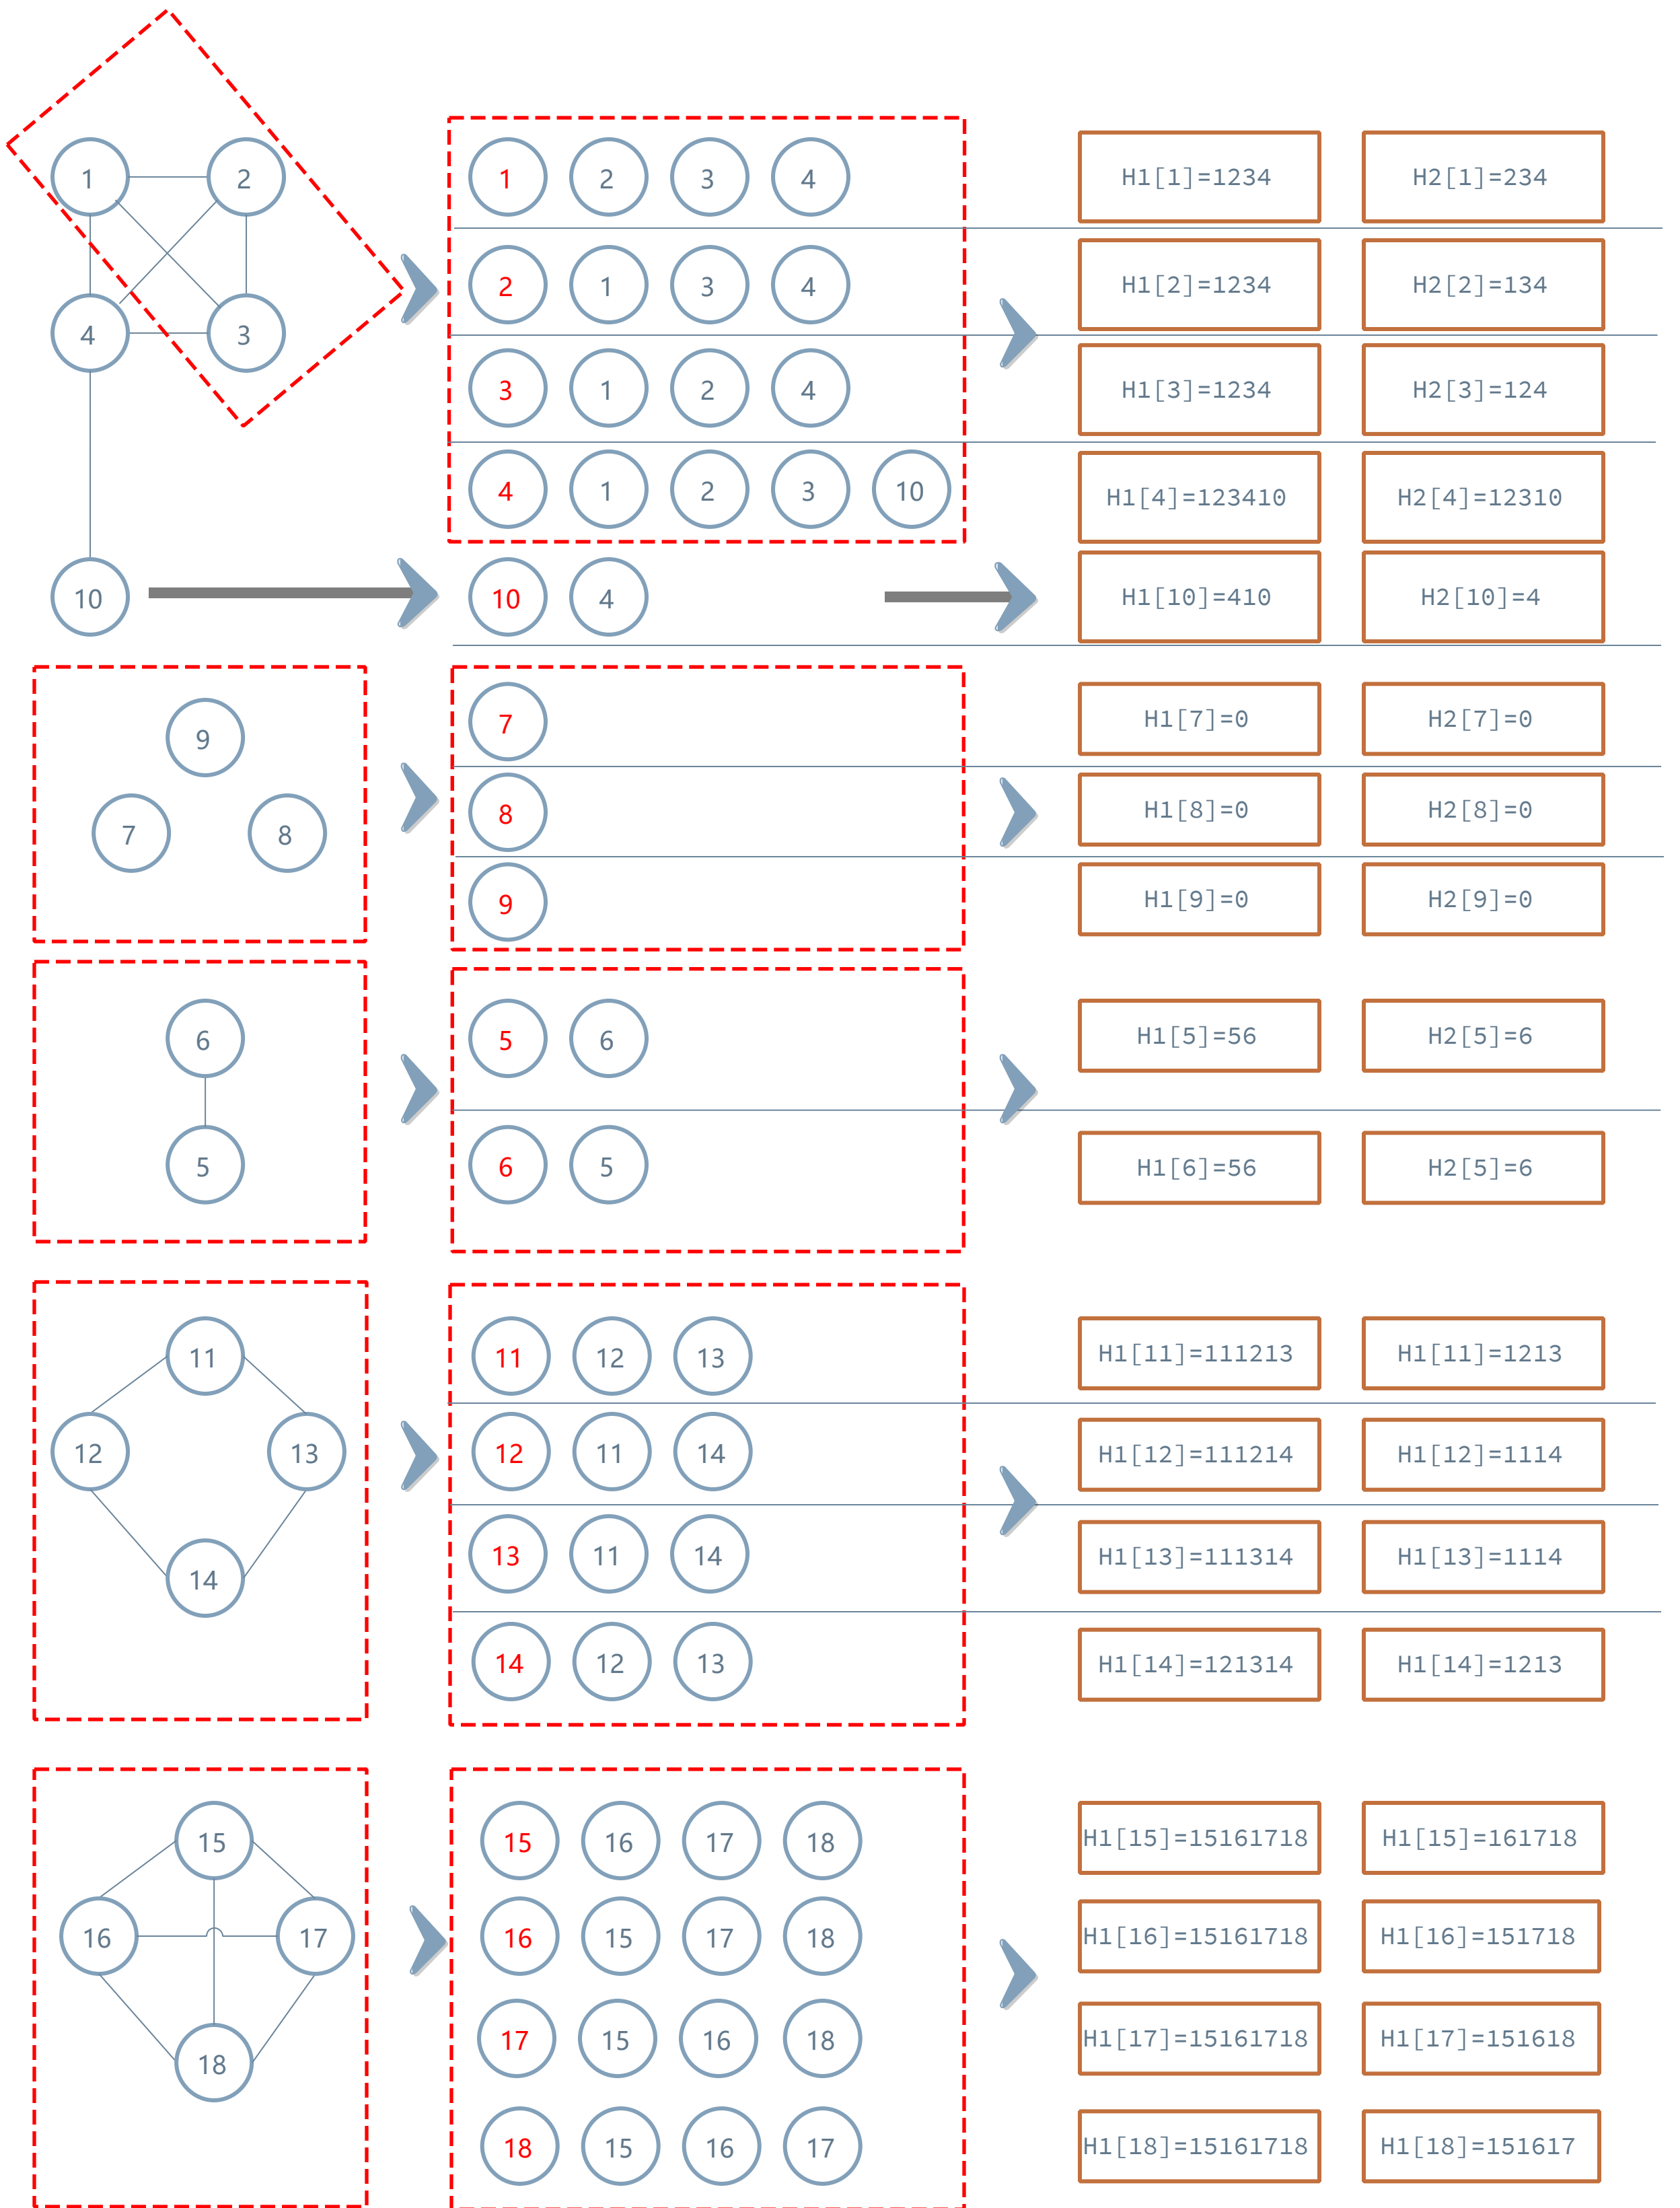 1 2
4 3
10
1 2 3 4 H1[1]=1234 H2[1]=234
2 1 3 4 H1[2]=1234 H2[2]=134
3 1 2 4 H1[3]=1234 H2[3]=124
4 1 2 3 10 H1[4]=123410 H2[4]=12310
10 4 H1[10]=410 H2[10]=4
9
7 8
7 H1[7]=0 H2[7]=0
8 H1[8]=0 H2[8]=0
9 H1[9]=0 H2[9]=0
6
5
5 6 H1[5]=56 H2[5]=6
6 5 H1[6]=56 H2[5]=6
11
12 13
14
11 12 13 H1[11]=111213 H1[11]=1213
12 11 14 H1[12]=111214 H1[12]=1114
13 11 14 H1[13]=111314 H1[13]=1114
14 12 13 H1[14]=121314 H1[14]=1213
15
16 17
18
15 16 17 18 H1[15]=15161718 H1[15]=161718
16 15 17 18 H1[16]=15161718 H1[16]=151718
17 15 16 18 H1[17]=15161718 H1[17]=151618
18 15 16 17 H1[18]=15161718 H1[18]=151617